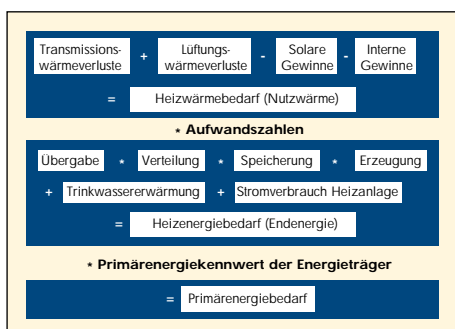 Transmissions- wärmeverluste + Lüftungs- wärmeverluste - Solare Gewinne - Interne Gewinne
= Heizwärmebedarf (Nutzwärme)
* Aufwandszahlen
Übergabe * Verteilung * Speicherung * Erzeugung
+ Trinkwassererwärmung + Stromverbrauch Heizanlage
= Heizenergiebedarf (Endenergie)
* Primärenergiekennwert der Energieträger
= Primärenergiebedarf